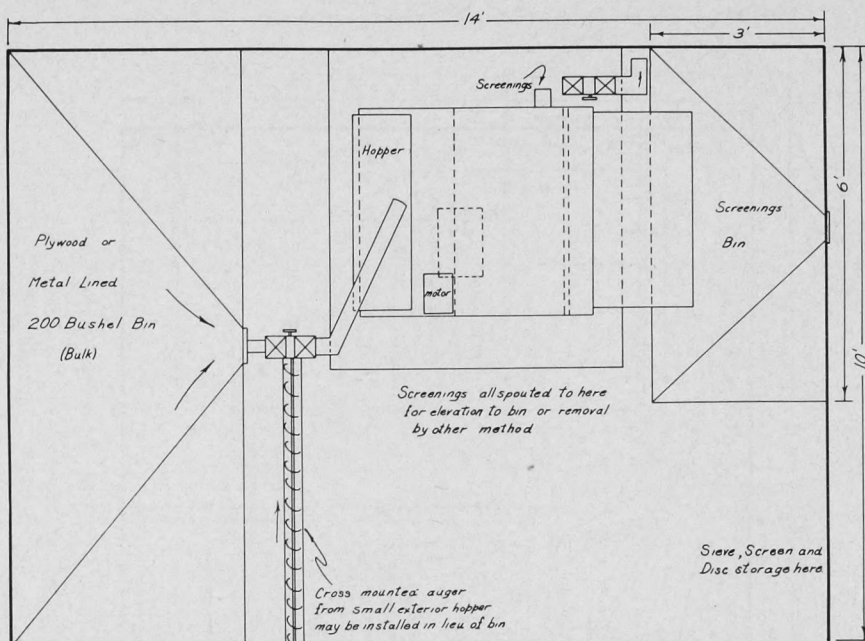 14'
3'
Screenings
Hopper
6'
Screenings
Bin
Plywood or
Metal Lined
200 Bushel Bin
(Bulk)
motor
10'
Screenings all spouted to here
for elevation to bin or removal
by other method
Sieve, Screen and
Disc storage here
Cross mounted auger
from small exterior hopper
may be installed in lieu of bin